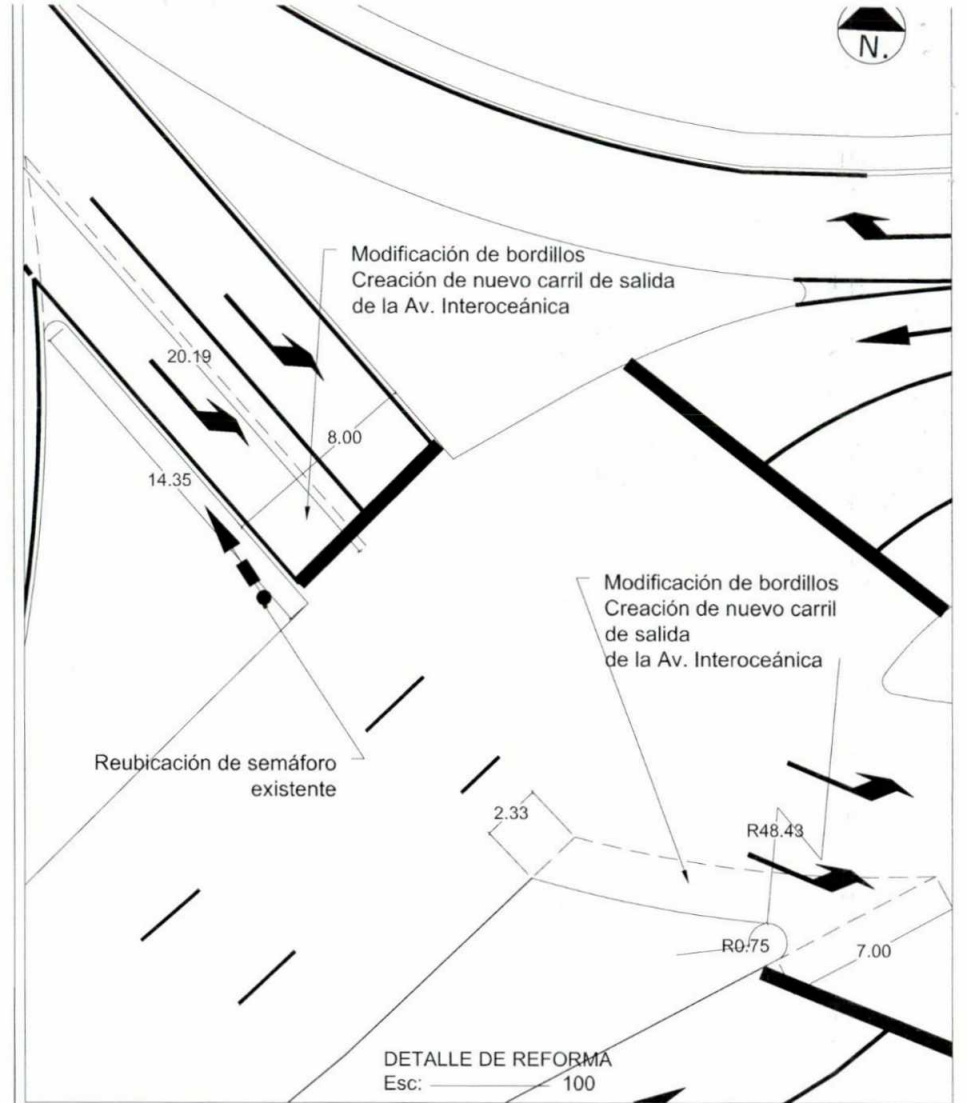 N.
Modificación de bordillos
Creación de nuevo carril de salida
de la Av. Interoceánica
20.19
8.00
14.35
Modificación de bordillos
Creación de nuevo carril
de salida
de la Av. Interoceánica
Reubicación de semáforo
existente
2.33
R48.43
R0.75
7.00
DETALLE DE REFORMA
Esc: 100